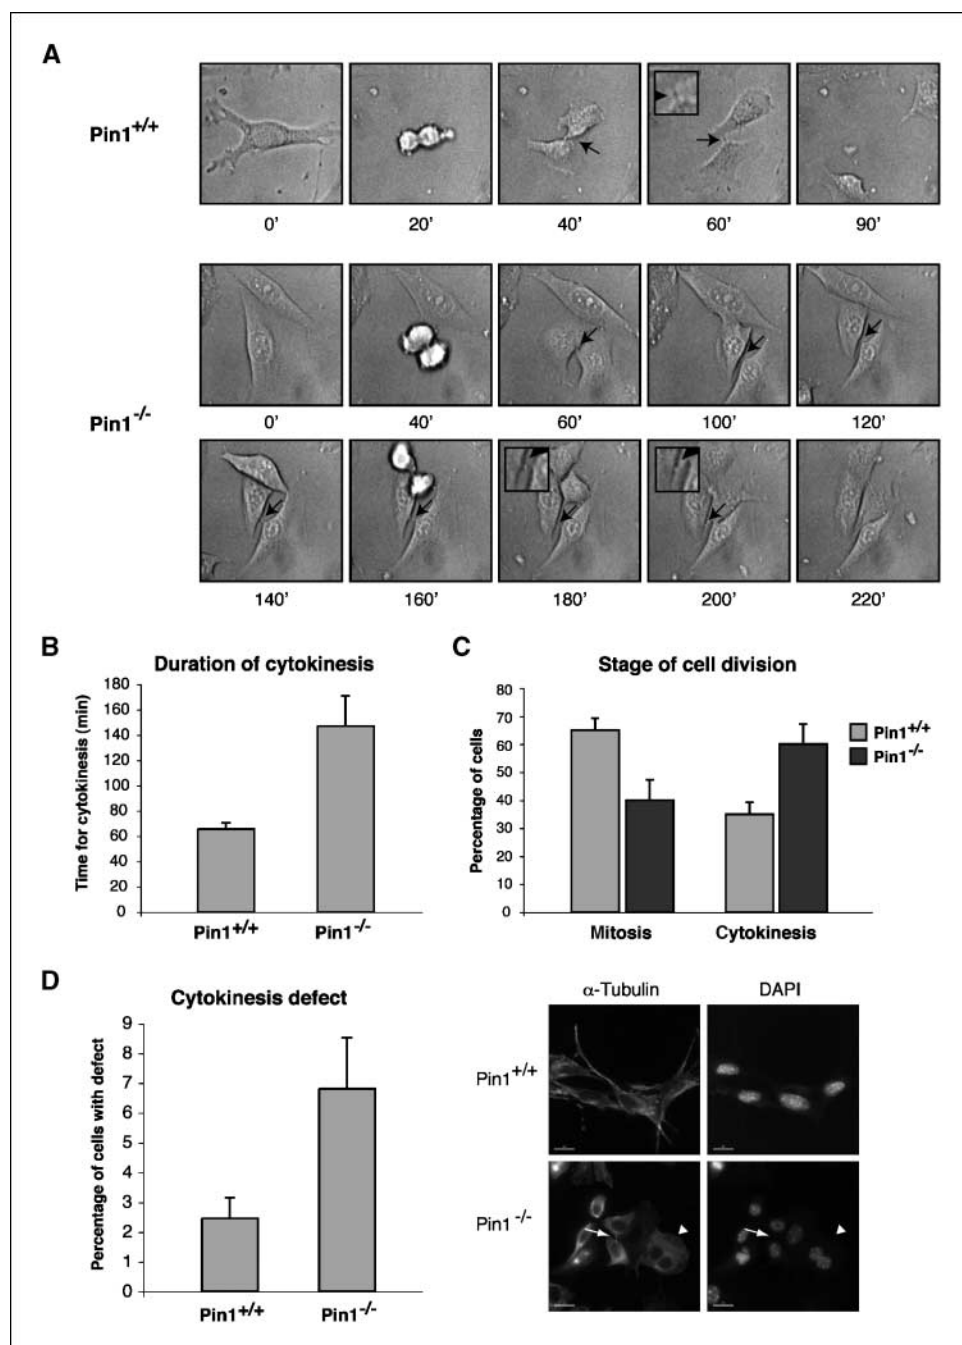 A
Pin1+/+
0' 20' 40' 60' 90'
Pin1-/-
0' 40' 60' 100' 120'
140' 160' 180' 200' 220'
B
Duration of cytokinesis
Time for cytokinesis (min)
180
160
140
120
100
80
60
40
20
0
Pin1+/+ Pin1-/-
C
Stage of cell division
Percentage of cells
80
70
60
50
40
30
20
10
0
Mitosis Cytokinesis
Pin1+/+
Pin1-/-
D
Cytokinesis defect
Percentage of cells with defect
9
8
7
6
5
4
3
2
1
0
Pin1+/+ Pin1-/-
α-Tubulin DAPI
Pin1+/+
Pin1-/-